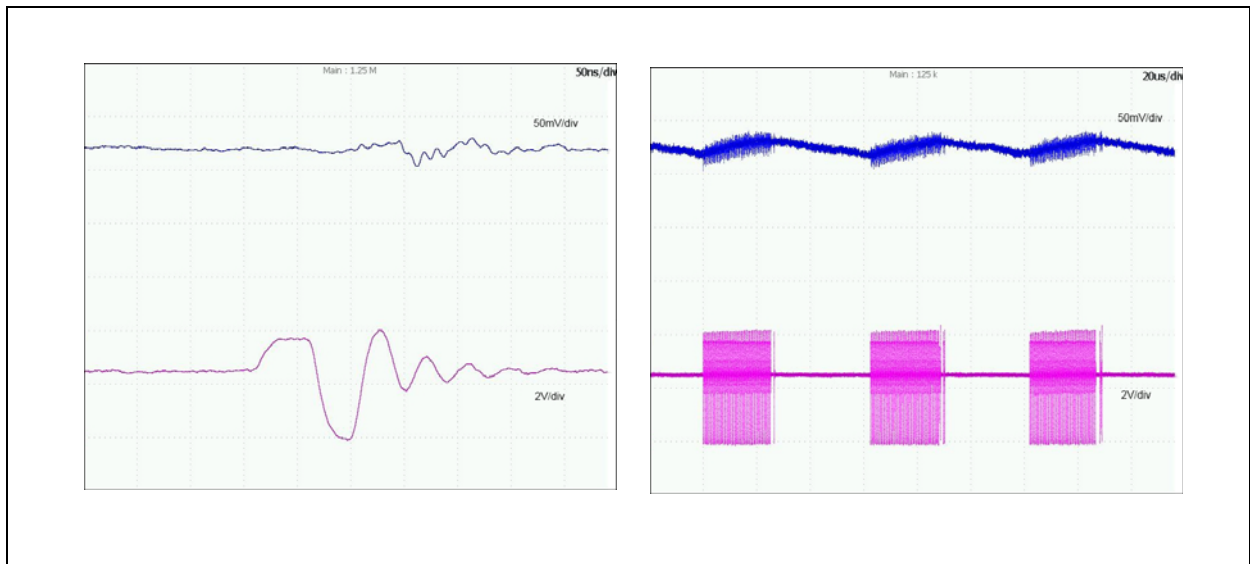 Main : 1.25 M
50ns/div
50mV/div
2V/div
Main : 125 k
20us/div
50mV/div
2V/div